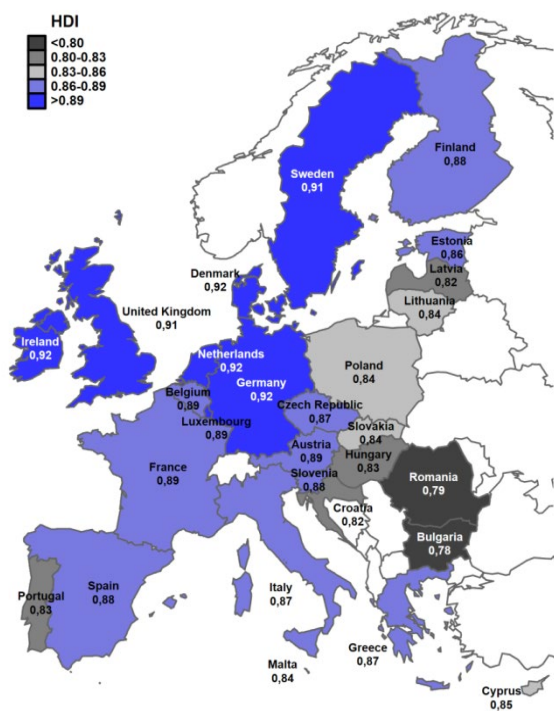 HDI
<0.80
0.80-0.83
0.83-0.86
0.86-0.89
>0.89
Finland
0,88
Sweden
0,91
Estonia
0,86
Latvia
0,82
Lithuania
0,84
Denmark
0,92
United Kingdom
0,91
Ireland
0,92
Netherlands
0,92
Germany
0,92
Belgium
0,89
Luxembourg
0,89
Poland
0,84
Czech Republic
0,87
Slovakia
0,84
Austria
0,89
Hungary
0,83
Slovenia
0,88
France
0,89
Croatia
0,82
Romania
0,79
Bulgaria
0,78
Portugal
0,83
Spain
0,88
Italy
0,87
Malta
0,84
Greece
0,87
Cyprus
0,85